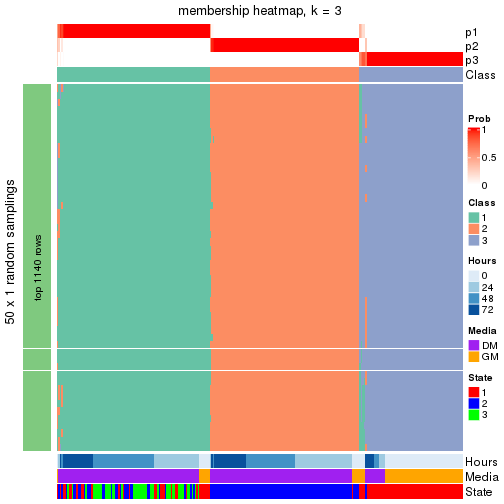 membership heatmap, k = 3
p1
p2
p3
Class
50 x 1 random samplings
top 1140 rows
Prob
1
0.5
0
Class
1
2
3
Hours
0
24
48
72
Media
DM
GM
State
1
2
3
Hours
Media
State